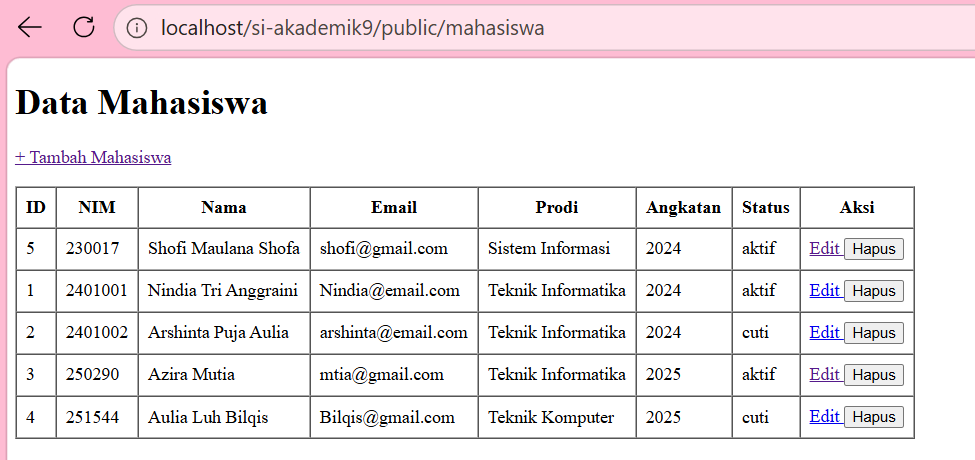 localhost/si-akademik9/public/mahasiswa
Data Mahasiswa
+ Tambah Mahasiswa
ID NIM Nama Email Prodi Angkatan Status Aksi
5 230017 Shofi Maulana Shofa shofi@gmail.com Sistem Informasi 2024 aktif Edit Hapus
1 2401001 Nindia Tri Anggraini Nindia@email.com Teknik Informatika 2024 aktif Edit Hapus
2 2401002 Arshinta Puja Aulia arshinta@email.com Teknik Informatika 2024 cuti Edit Hapus
3 250290 Azira Mutia mtia@gmail.com Teknik Informatika 2025 aktif Edit Hapus
4 251544 Aulia Luh Bilqis Bilqis@gmail.com Teknik Komputer 2025 cuti Edit Hapus